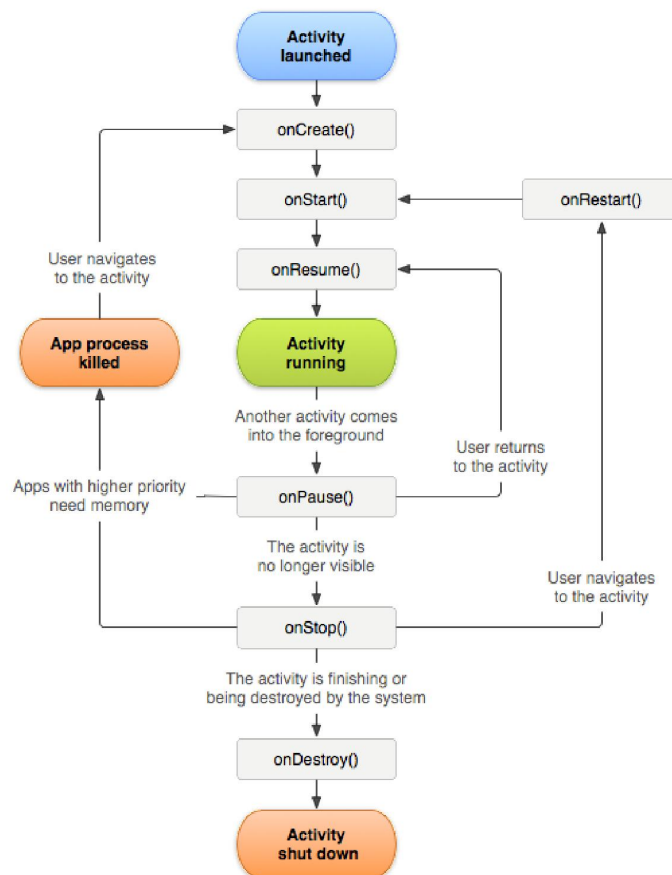 Activity
launched
onCreate()
onStart()
onRestart()
User navigates
to the activity
onResume()
App process
killed
Activity
running
Another activity comes
into the foreground
User returns
to the activity
Apps with higher priority
need memory
onPause()
The activity is
no longer visible
User navigates
to the activity
onStop()
The activity is finishing or
being destroyed by the system
onDestroy()
Activity
shut down